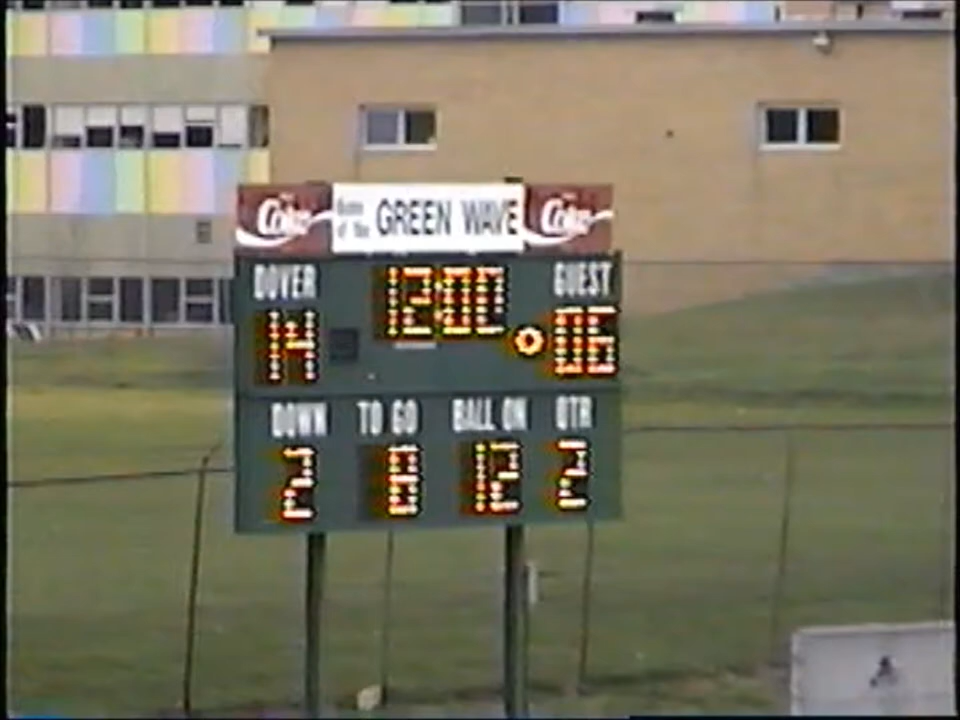 Coke Home of the GREEN WAVE Coke
DOVER 12:00 GUEST
14 06
DOWN TO GO BALL ON QTR
2 8 12 2